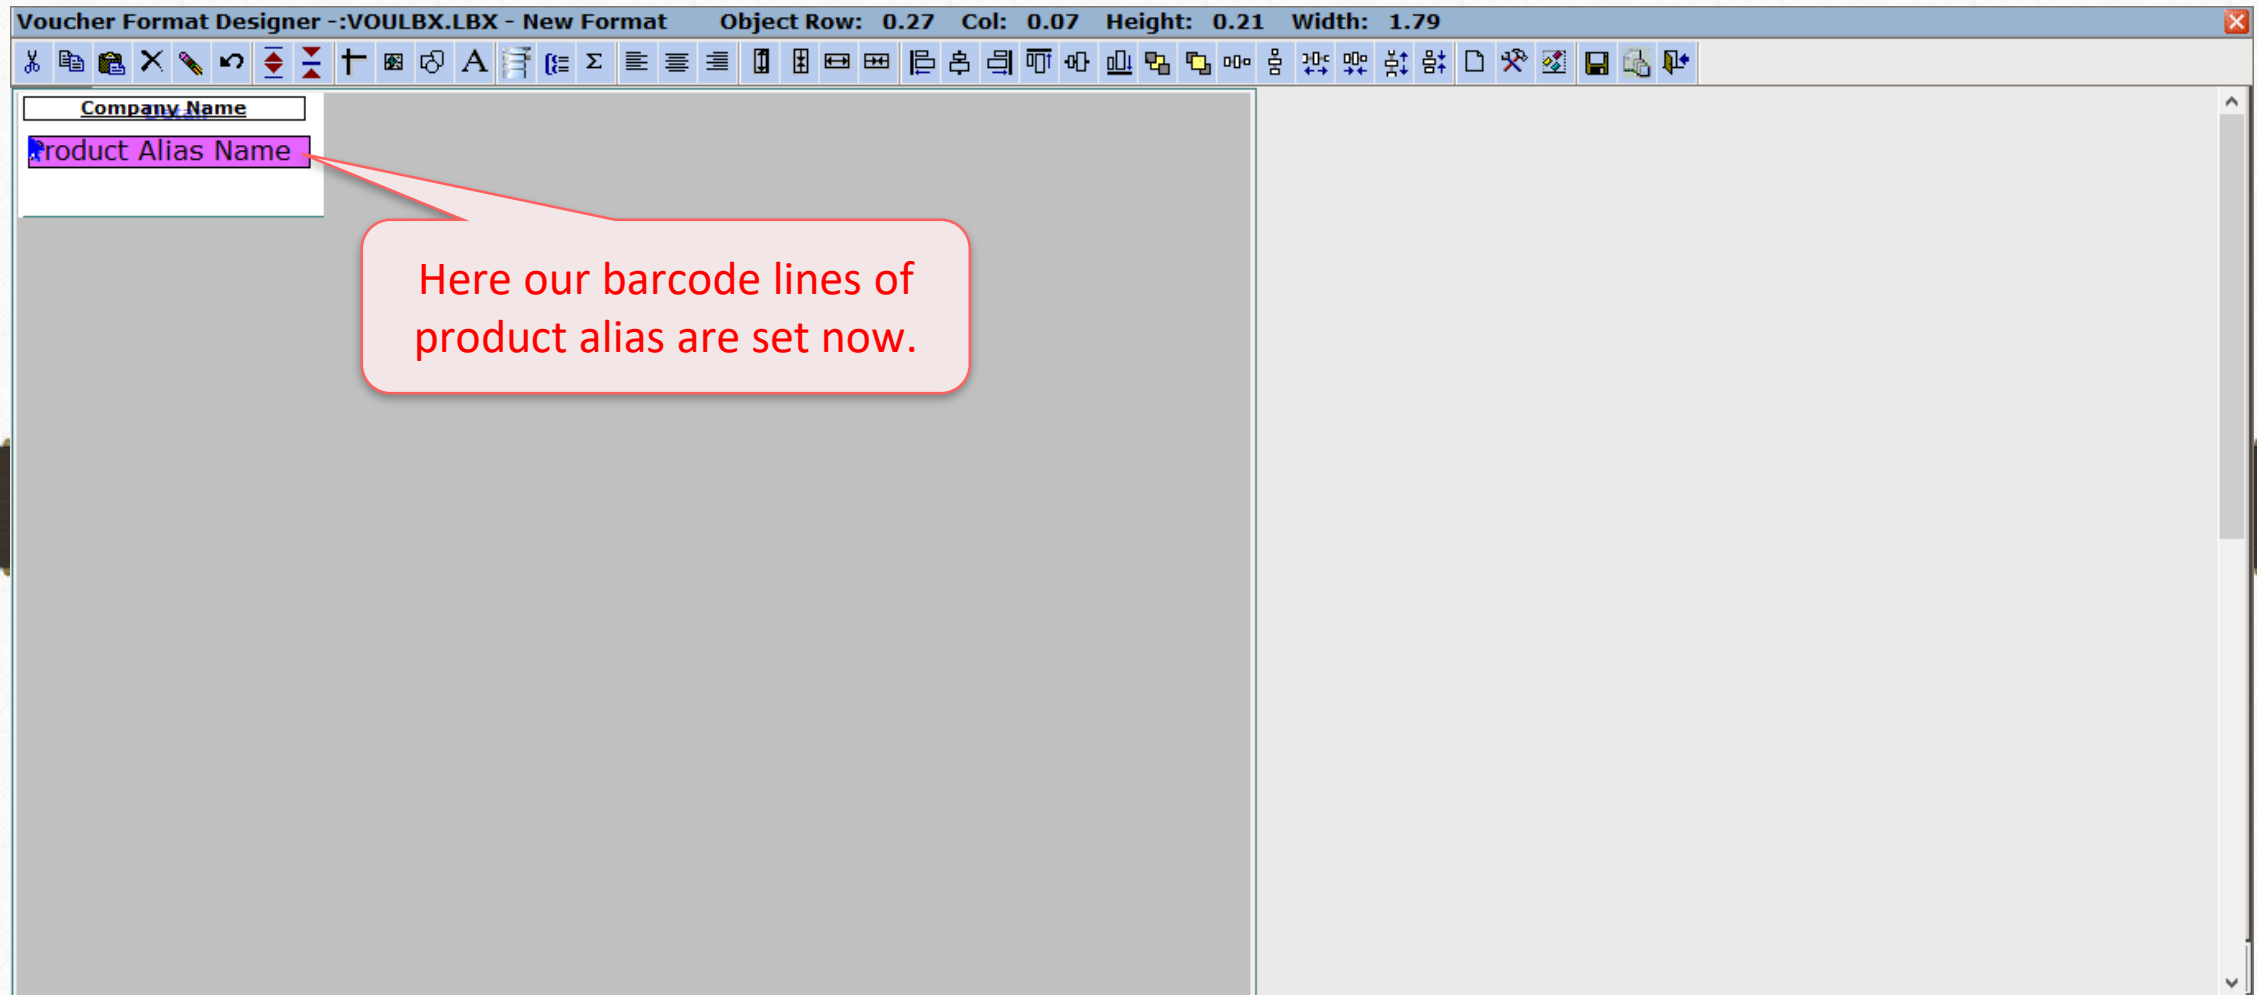 Voucher Format Designer -:VOULBX.LBX - New Format Object Row: 0.27 Col: 0.07 Height: 0.21 Width: 1.79
Company Name
Product Alias Name
Here our barcode lines of
product alias are set now.